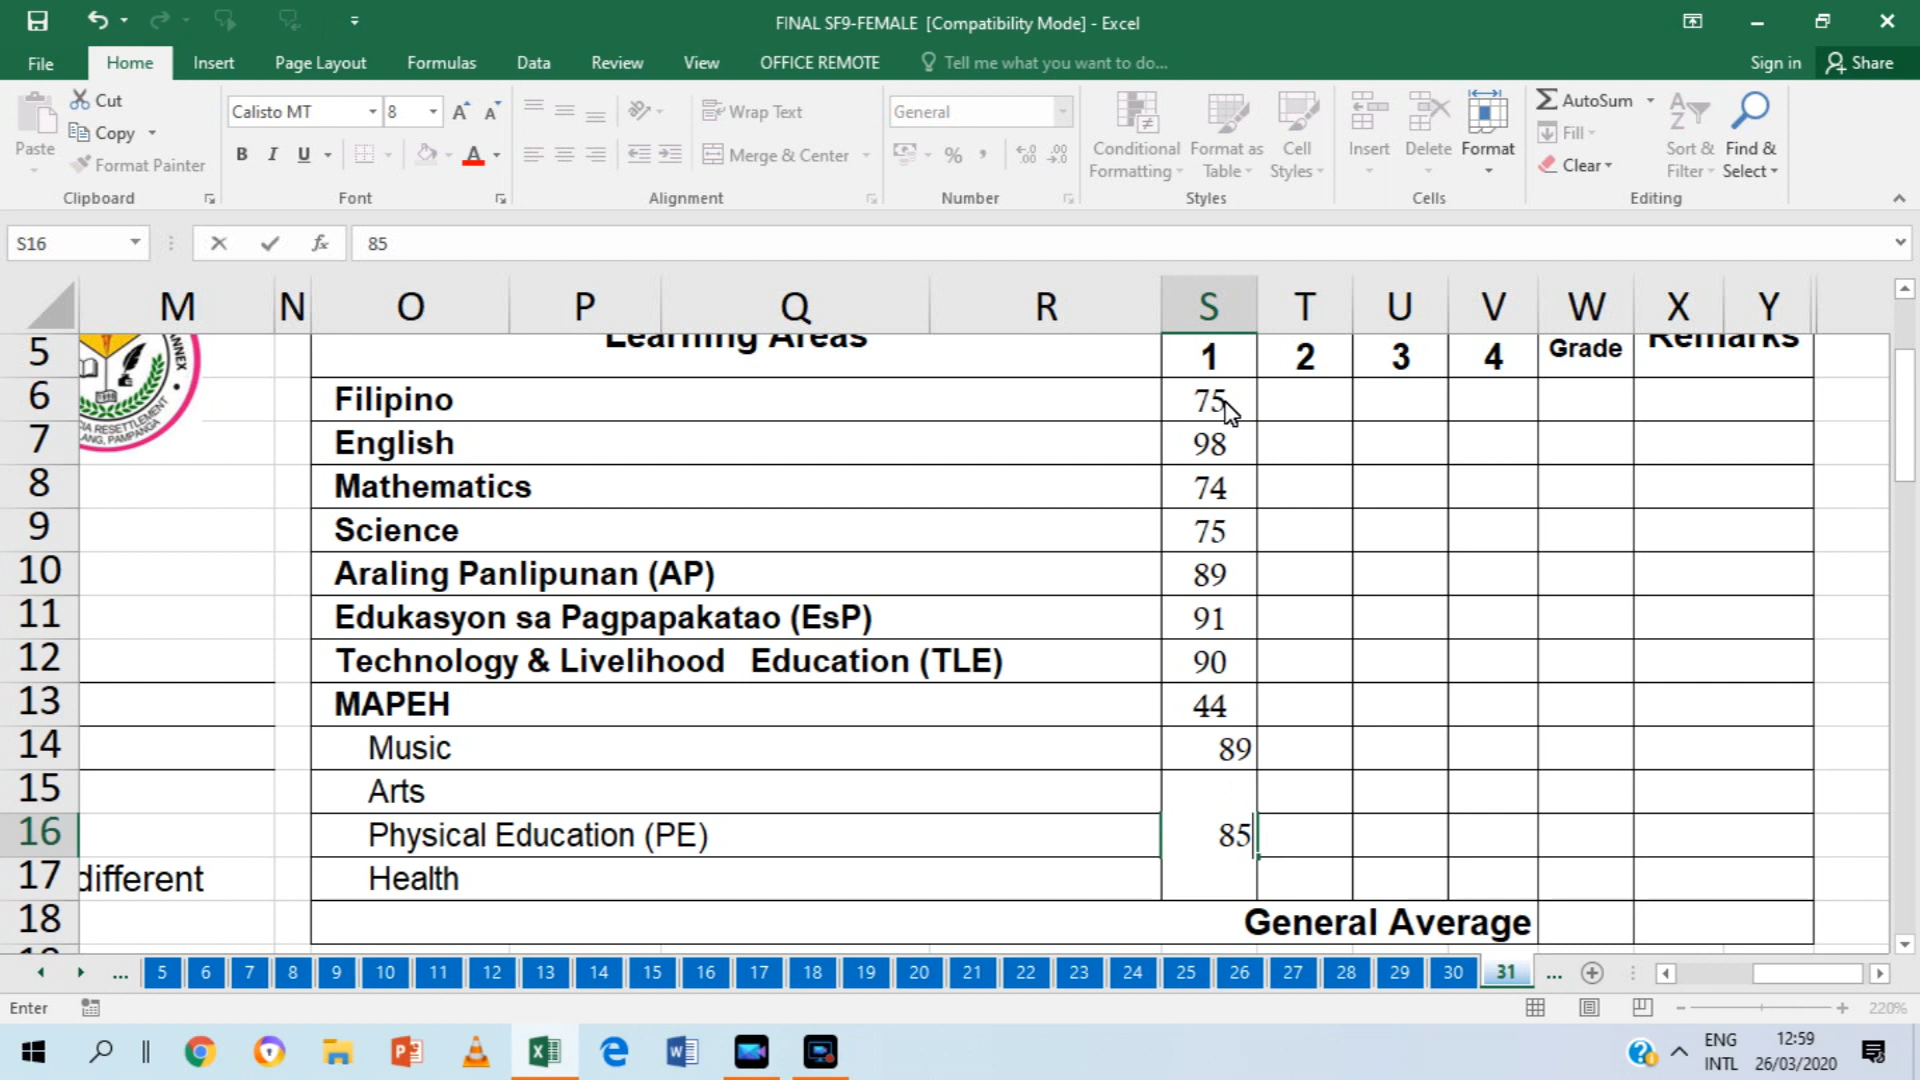 FINAL SF9-FEMALE [Compatibility Mode] - Excel
File Home Insert Page Layout Formulas Data Review View OFFICE REMOTE Tell me what you want to do... Sign in Share
Cut
Copy
Format Painter
Paste
Calisto MT 8
B I U
Wrap Text
Merge & Center
General
Conditional Formatting
Format as Table
Cell Styles
Insert Delete Format
AutoSum
Fill
Clear
Sort & Filter
Find & Select
Clipboard Font Alignment Number Styles Cells Editing
S16 fx 85
M N O P Q R S T U V W X Y
5 Learning Areas 1 2 3 4 Grade Remarks
6 Filipino 75
7 English 98
8 Mathematics 74
9 Science 75
10 Araling Panlipunan (AP) 89
11 Edukasyon sa Pagpapakatao (EsP) 91
12 Technology & Livelihood Education (TLE) 90
13 MAPEH 44
14 Music 89
15 Arts
16 Physical Education (PE) 85
17 different Health
18 General Average
ANNEX
RESETTLEMENT
PAMPANGA
... 5 6 7 8 9 10 11 12 13 14 15 16 17 18 19 20 21 22 23 24 25 26 27 28 29 30 31 ...
Enter 220%
ENG 12:59
INTL 26/03/2020